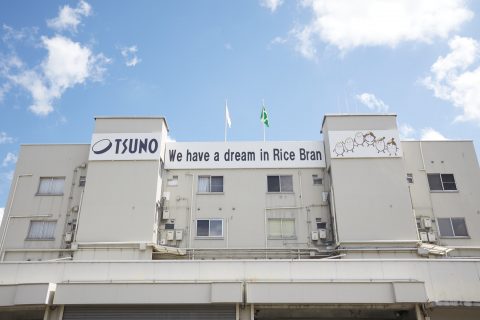 TSUNO
We have a dream in Rice Bran